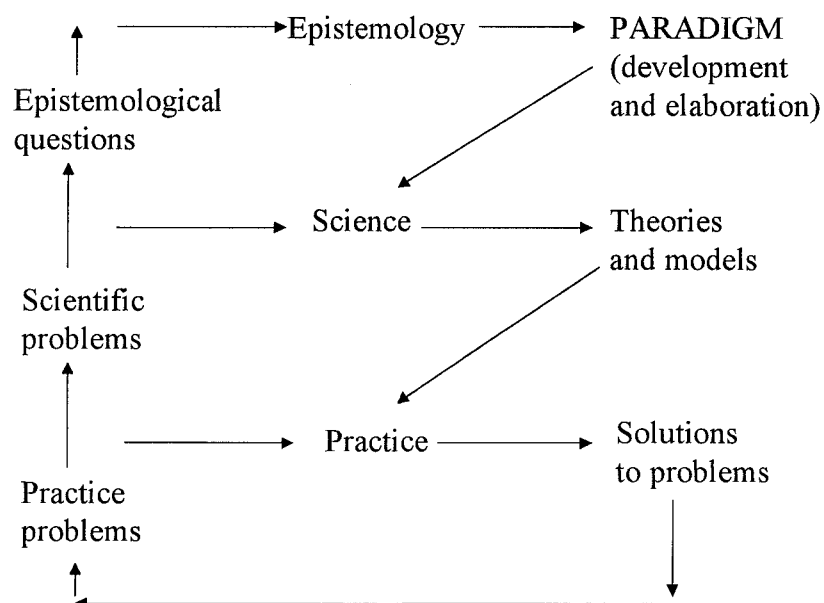 Epistemology
PARADIGM
(development
and elaboration)
Epistemological
questions
Science
Theories
and models
Scientific
problems
Practice
Solutions
to problems
Practice
problems